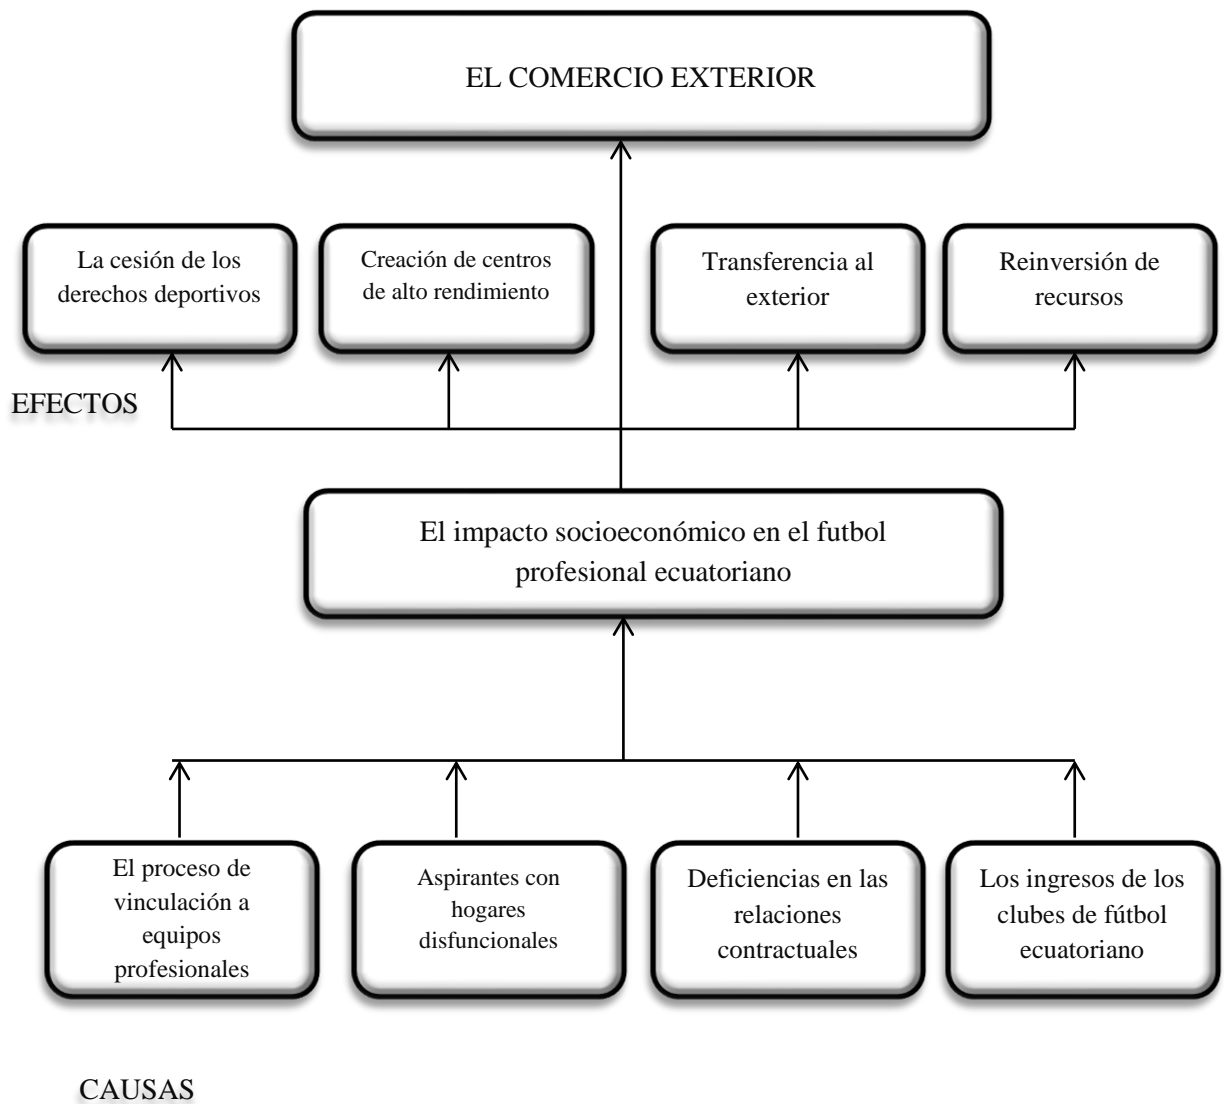 EL COMERCIO EXTERIOR
La cesión de los
derechos deportivos
Creación de centros
de alto rendimiento
Transferencia al
exterior
Reinversión de
recursos
EFECTOS
El impacto socioeconómico en el futbol
profesional ecuatoriano
El proceso de
vinculación a
equipos
profesionales
Aspirantes con
hogares
disfuncionales
Deficiencias en las
relaciones
contractuales
Los ingresos de los
clubes de fútbol
ecuatoriano
CAUSAS